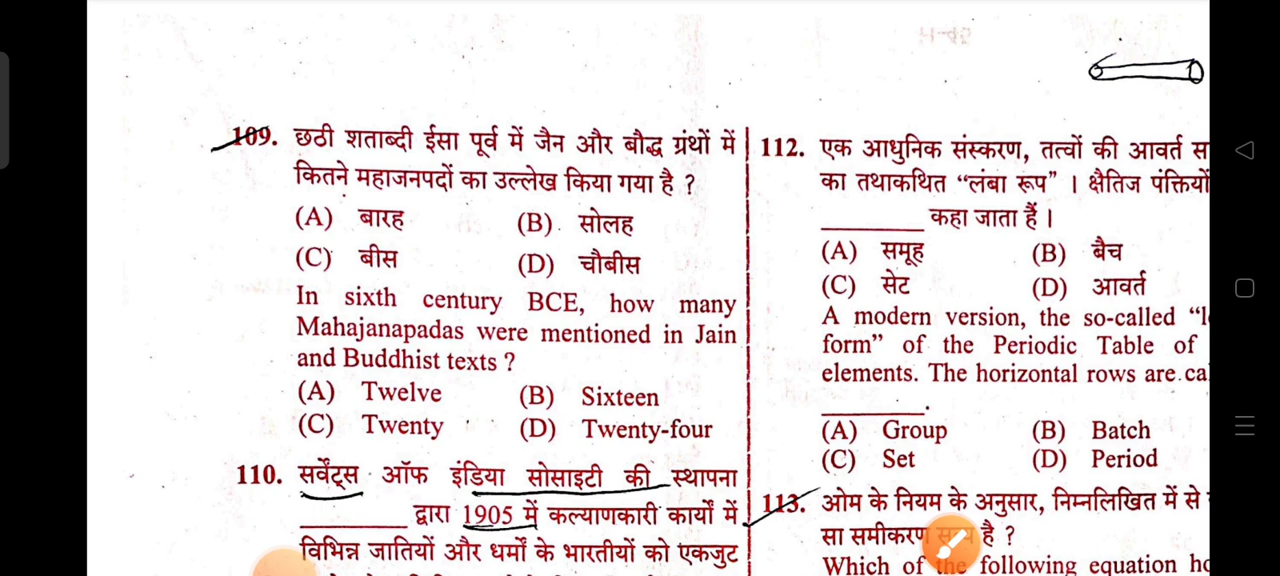 109. छठी शताब्दी ईसा पूर्व में जैन और बौद्ध ग्रंथों में
कितने महाजनपदों का उल्लेख किया गया है ?
(A) बारह (B) सोलह
(C) बीस (D) चौबीस
In sixth century BCE, how many
Mahajanapadas were mentioned in Jain
and Buddhist texts ?
(A) Twelve (B) Sixteen
(C) Twenty (D) Twenty-four
110. सर्वेंट्स ऑफ इंडिया सोसाइटी की स्थापना
________ द्वारा 1905 में कल्याणकारी कार्यों में
विभिन्न जातियों और धर्मों के भारतीयों को एकजुट
112. एक आधुनिक संस्करण, तत्वों की आवर्त
का तथाकथित “लंबा रूप” । क्षैतिज पंक्तियों
________ कहा जाता हैं ।
(A) समूह (B) बैच
(C) सेट (D) आवर्त
A modern version, the so-called
form” of the Periodic Table of
elements. The horizontal rows are
________.
(A) Group (B) Batch
(C) Set (D) Period
113. ओम के नियम के अनुसार, निम्नलिखित में से
सा समीकरण है ?
Which of the following equation